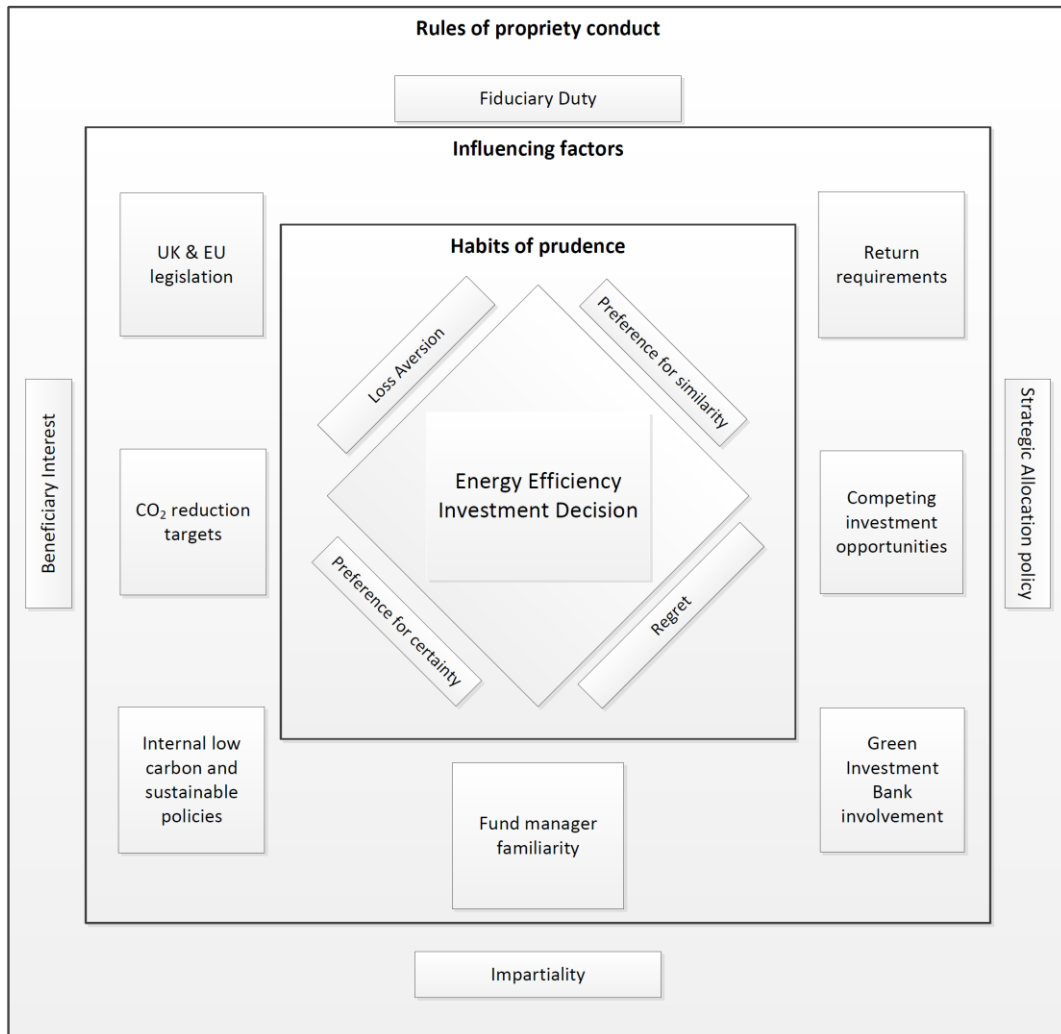 Rules of propriety conduct
Fiduciary Duty
Influencing factors
UK & EU
legislation
Return
requirements
Habits of prudence
Loss Aversion
Preference for similarity
Beneficiary Interest
CO₂ reduction
targets
Energy Efficiency
Investment Decision
Competing
investment
opportunities
Strategic Allocation policy
Preference for certainty
Regret
Internal low
carbon and
sustainable
policies
Fund manager
familiarity
Green
Investment
Bank
involvement
Impartiality